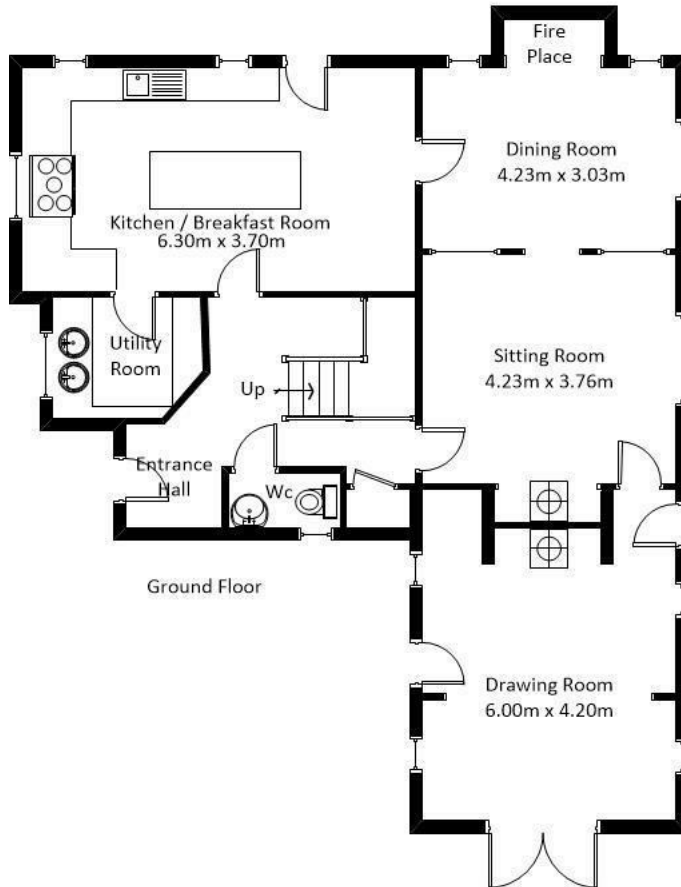 Fire
Place
Dining Room
4.23m x 3.03m
Kitchen / Breakfast Room
6.30m x 3.70m
Utility
Room
Sitting Room
4.23m x 3.76m
Up
Entrance
Hall
Wc
Ground Floor
Drawing Room
6.00m x 4.20m